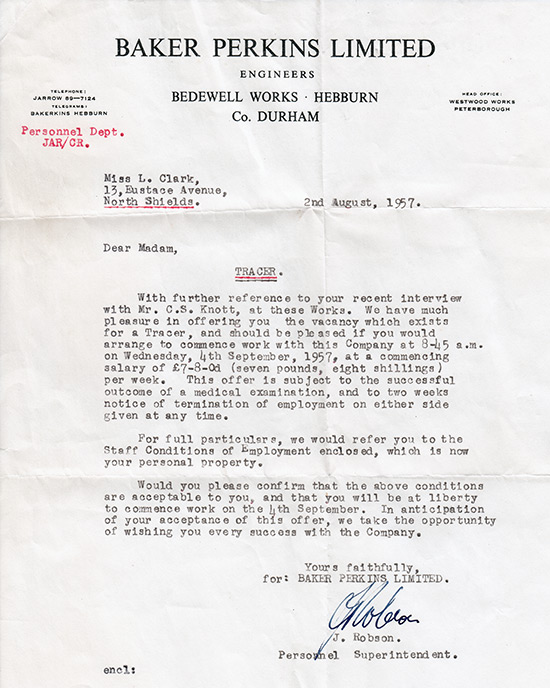 BAKER PERKINS LIMITED
ENGINEERS
BEDEWELL WORKS · HEBBURN
Co. DURHAM
TELEPHONE:
JARROW 89—7124
TELEGRAMS:
BAKERKINS HEBBURN
HEAD OFFICE:
WESTWOOD WORKS
PETERBOROUGH
Personnel Dept.
JAR/CR.
Miss L. Clark,
13,Eustace Avenue,
North Shields.
2nd August, 1957.
Dear Madam,
TRACER.
With further reference to your recent interview
with Mr. C.S. Knott, at these Works. We have much
pleasure in offering you the vacancy which exists
for a Tracer, and should be pleased if you would
arrange to commence work with this Company at 8-45 a.m.
on Wednesday, 4th September, 1957, at a commencing
salary of £7-8-0d (seven pounds, eight shillings)
per week. This offer is subject to the successful
outcome of a medical examination, and to two weeks
notice of termination of employment on either side
given at any time.
For full particulars, we would refer you to the
Staff Conditions of Employment enclosed, which is now
your personal property.
Would you please confirm that the above conditions
are acceptable to you, and that you will be at liberty
to commence work on the 4th September. In anticipation
of your acceptance of this offer, we take the opportunity
of wishing you every success with the Company.
Yours faithfully,
for: BAKER PERKINS LIMITED.
J Robson
J. Robson.
Personnel Superintendent.
encl: